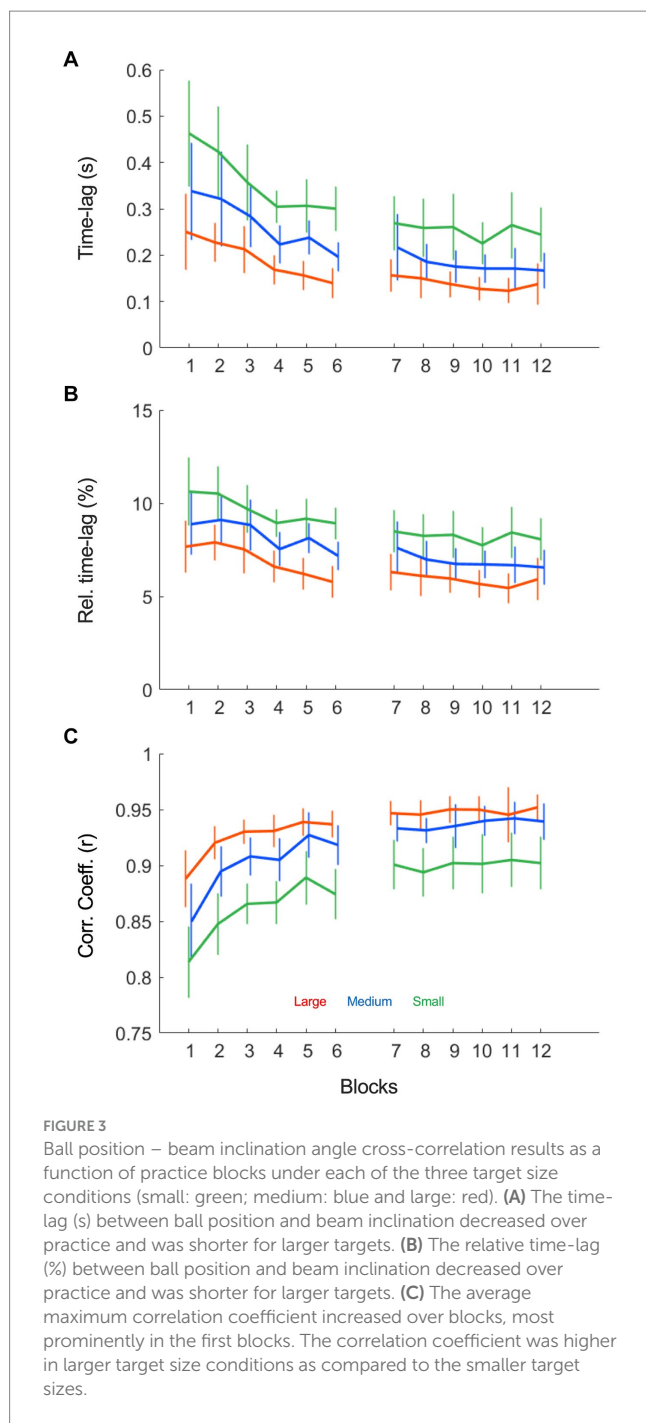 A
Time-lag (s)
0.6
0.5
0.4
0.3
0.2
0.1
0
1 2 3 4 5 6 7 8 9 10 11 12
B
Rel. time-lag (%)
15
10
5
0
1 2 3 4 5 6 7 8 9 10 11 12
C
Corr. Coeff. (r)
1
0.95
0.9
0.85
0.8
0.75
Large Medium Small
1 2 3 4 5 6 7 8 9 10 11 12
Blocks
FIGURE 3
Ball position – beam inclination angle cross-correlation results as a
function of practice blocks under each of the three target size
conditions (small: green; medium: blue and large: red). (A) The time-
lag (s) between ball position and beam inclination decreased over
practice and was shorter for larger targets. (B) The relative time-lag
(%) between ball position and beam inclination decreased over
practice and was shorter for larger targets. (C) The average
maximum correlation coefficient increased over blocks, most
prominently in the first blocks. The correlation coefficient was higher
in larger target size conditions as compared to the smaller target
sizes.